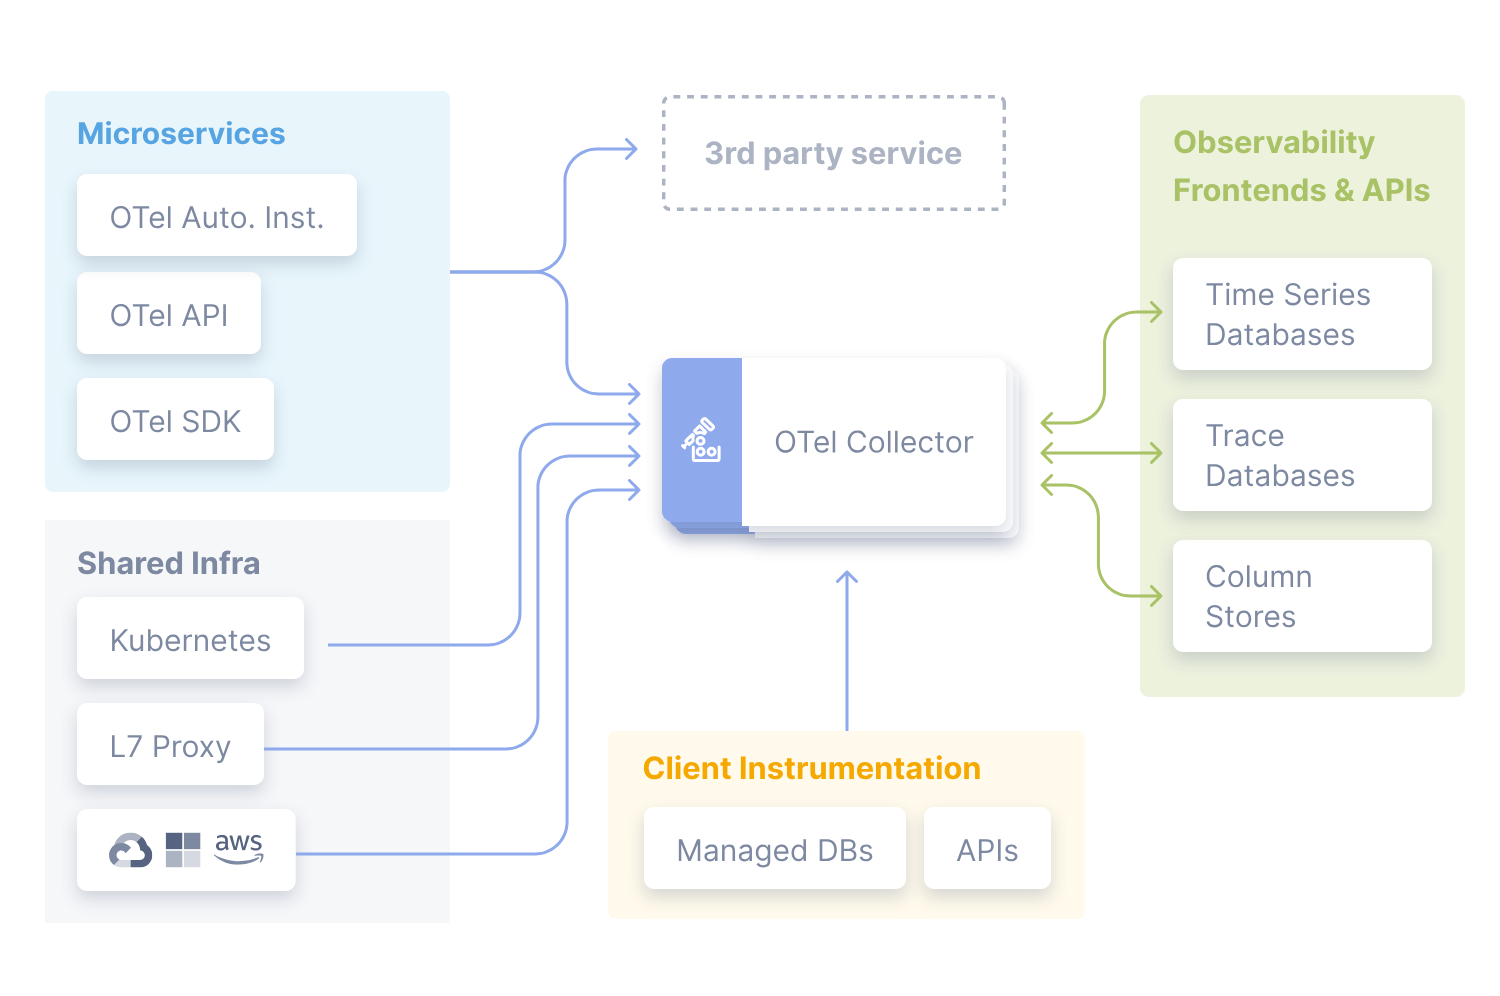 Microservices
OTel Auto. Inst.
OTel API
OTel SDK
Shared Infra
Kubernetes
L7 Proxy
aws
3rd party service
OTel Collector
Client Instrumentation
Managed DBs
APIs
Observability
Frontends & APIs
Time Series
Databases
Trace
Databases
Column
Stores